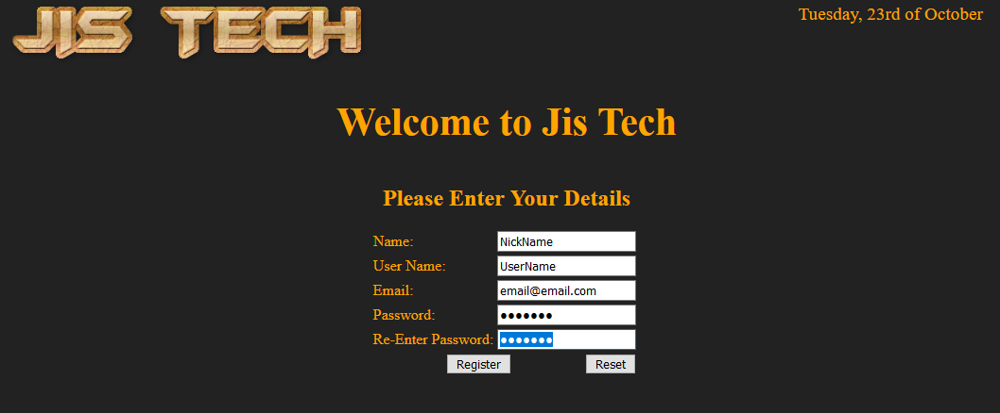 JIS TECH
Tuesday, 23rd of October
Welcome to Jis Tech
Please Enter Your Details
Name: NickName
User Name: UserName
Email: email@email.com
Password: ●●●●●●●
Re-Enter Password: ●●●●●●●
Register Reset